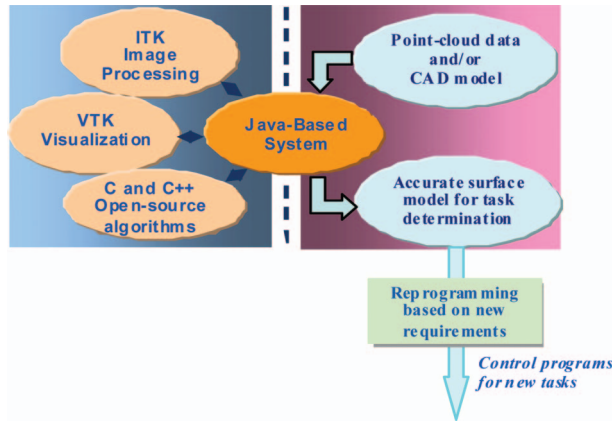 ITK
Image
Processing
VTK
Visualization
C and C++
Open-source
algorithms
Java-Based
System
Point-cloud data
and/or
CAD model
Accurate surface
model for task
determination
Reprogramming
based on new
requirements
Control programs
for new tasks